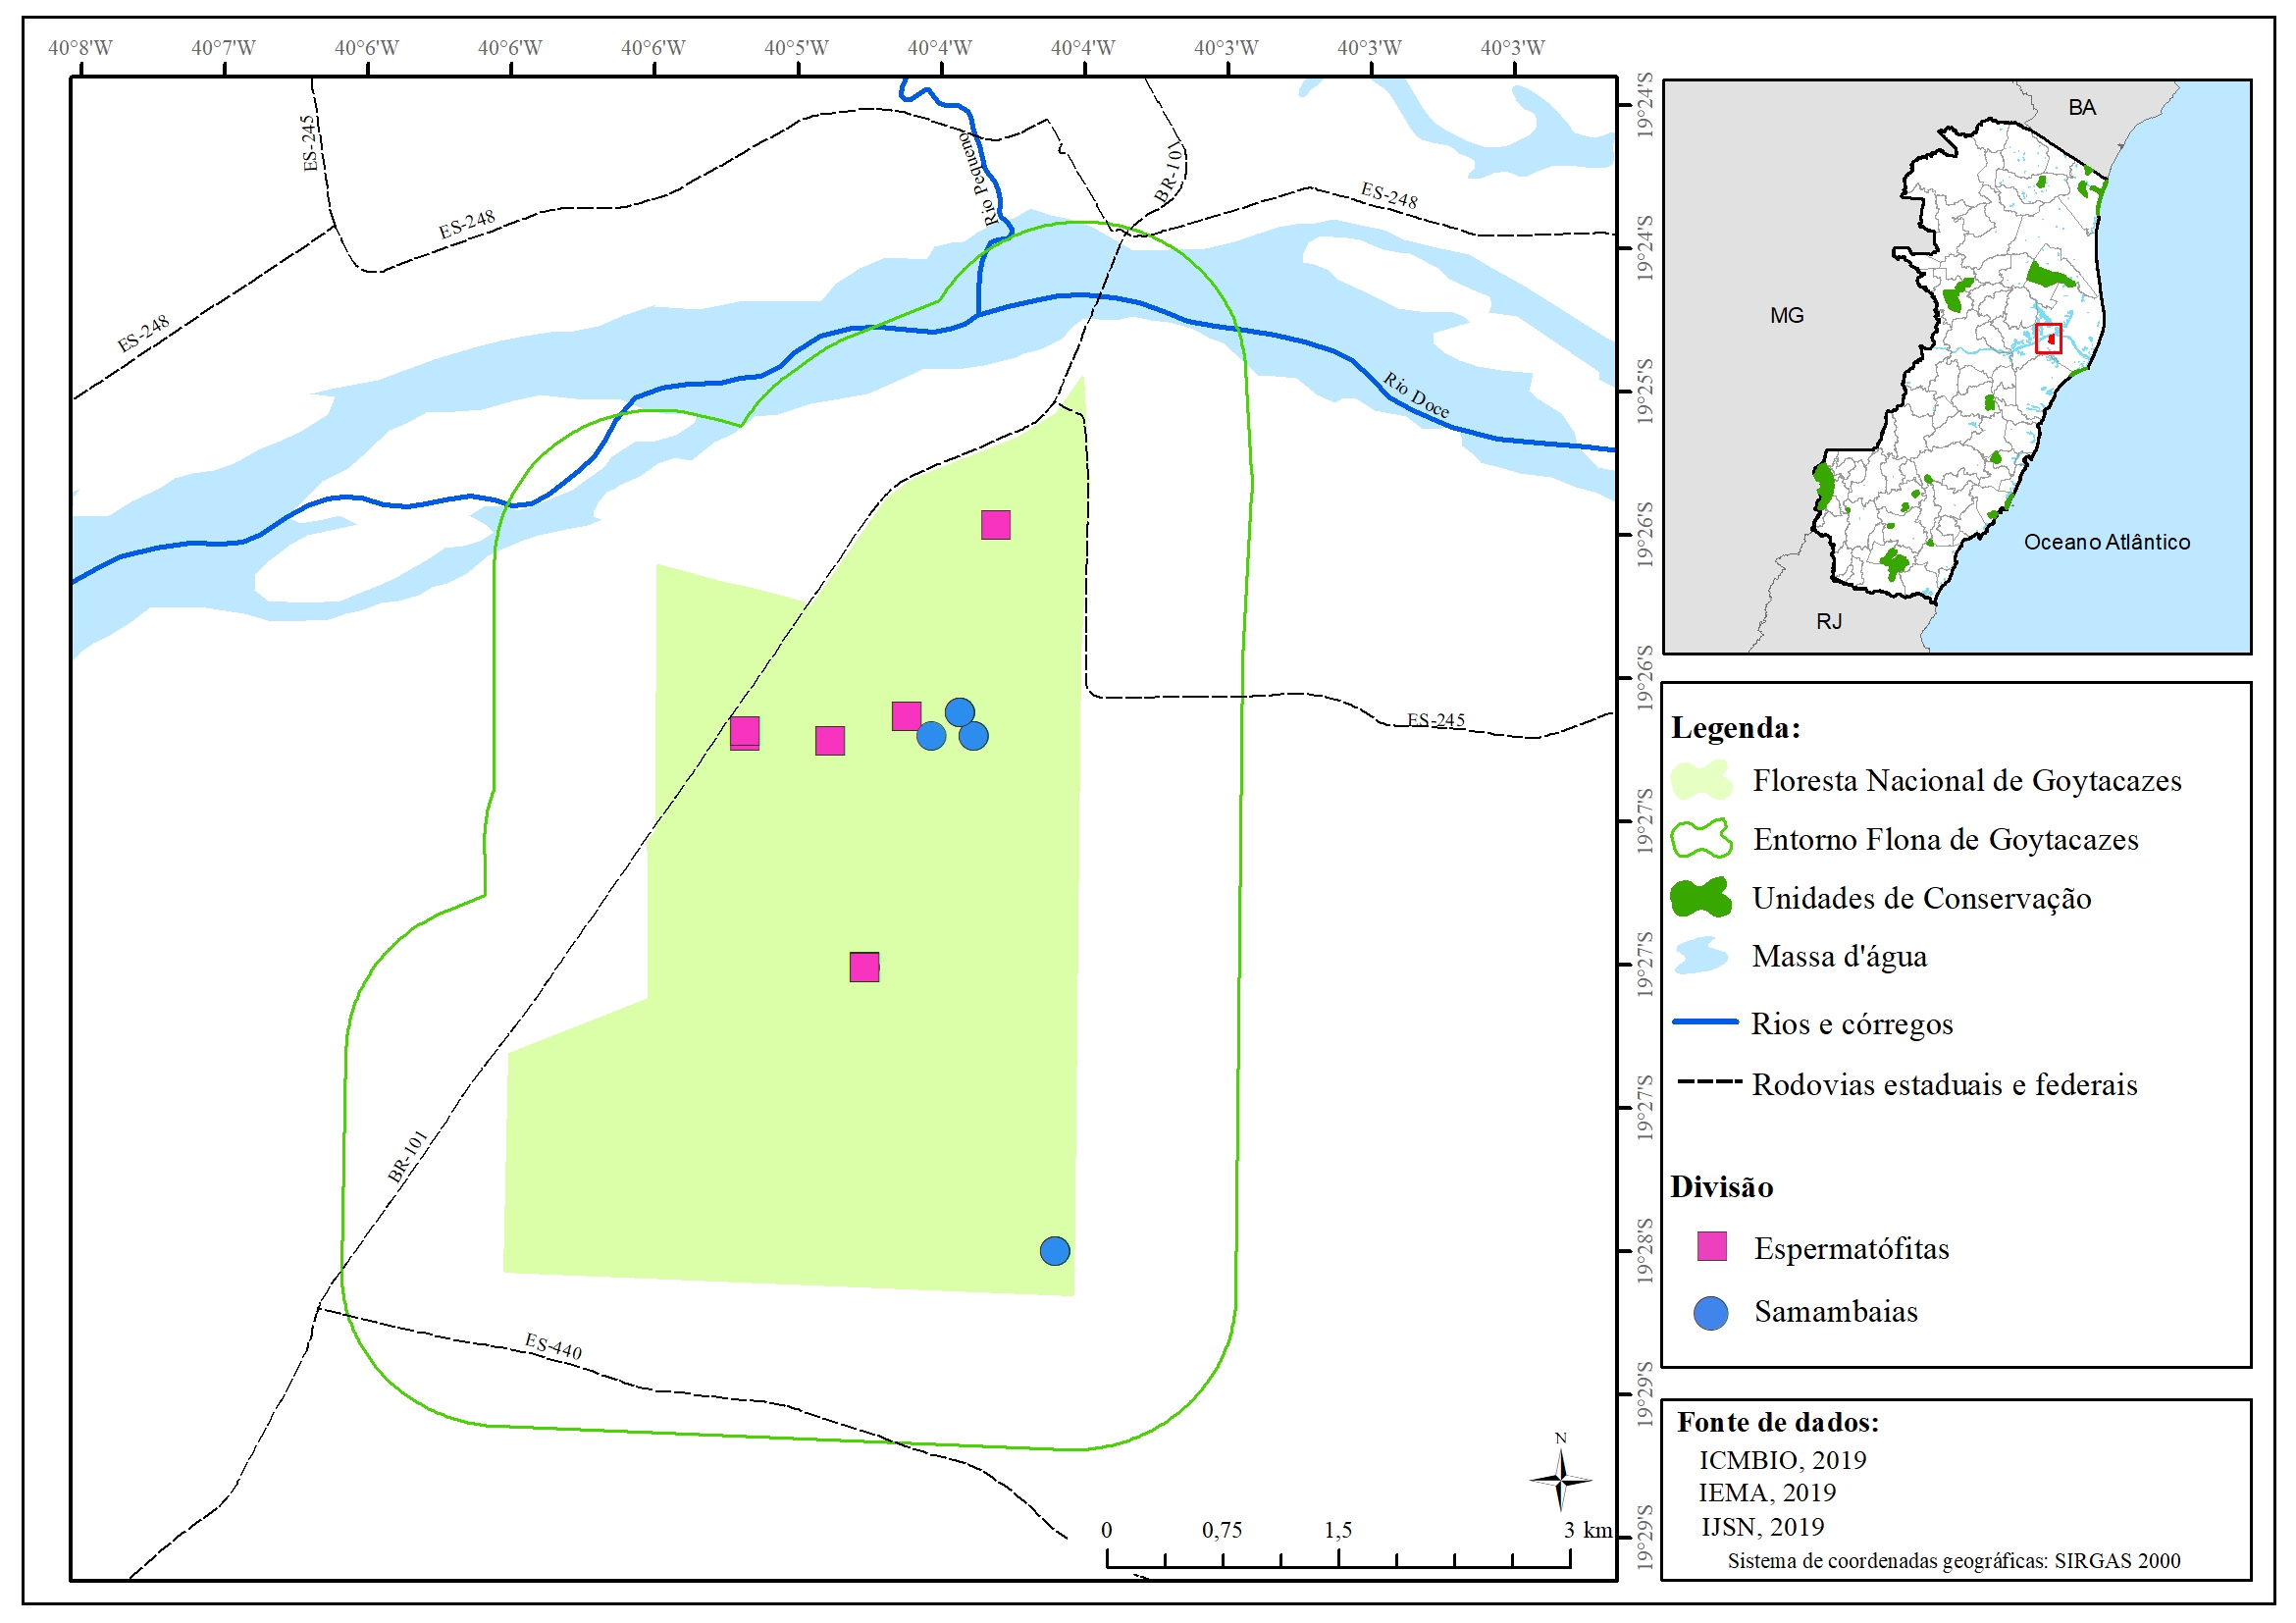 40°8'W 40°7'W 40°6'W 40°6'W 40°6'W 40°5'W 40°4'W 40°4'W 40°3'W 40°3'W 40°3'W
19°24'S
19°24'S
19°25'S
19°26'S
19°26'S
19°27'S
19°27'S
19°27'S
19°28'S
19°29'S
19°29'S
ES-245
ES-248
ES-248
Rio Pequeno
BR-101
ES-248
Rio Doce
ES-245
BR-101
ES-440
N
0 0,75 1,5 3 km
BA
MG
Oceano Atlântico
RJ
Legenda:
Floresta Nacional de Goytacazes
Entorno Flona de Goytacazes
Unidades de Conservação
Massa d'água
Rios e córregos
Rodovias estaduais e federais
Divisão
Espermatófitas
Samambaias
Fonte de dados:
ICMBIO, 2019
IEMA, 2019
IJSN, 2019
Sistema de coordenadas geográficas: SIRGAS 2000